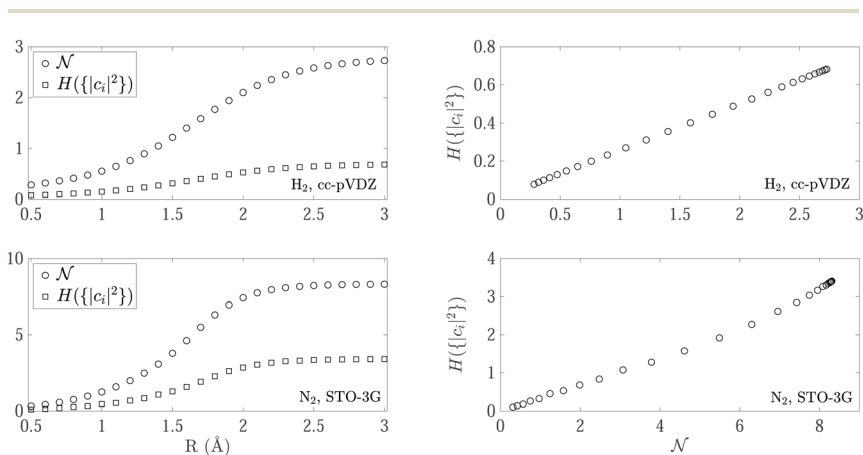 3
2
1
0
𝒩
H({|c_i|^2})
H₂, cc-pVDZ
0.5 1 1.5 2 2.5 3
0.8
0.6
0.4
0.2
0
H({|c_i|^2})
H₂, cc-pVDZ
0 0.5 1 1.5 2 2.5 3
10
5
0
𝒩
H({|c_i|^2})
N₂, STO-3G
0.5 1 1.5 2 2.5 3
R (Å)
4
3
2
1
0
H({|c_i|^2})
N₂, STO-3G
0 2 4 6 8
𝒩